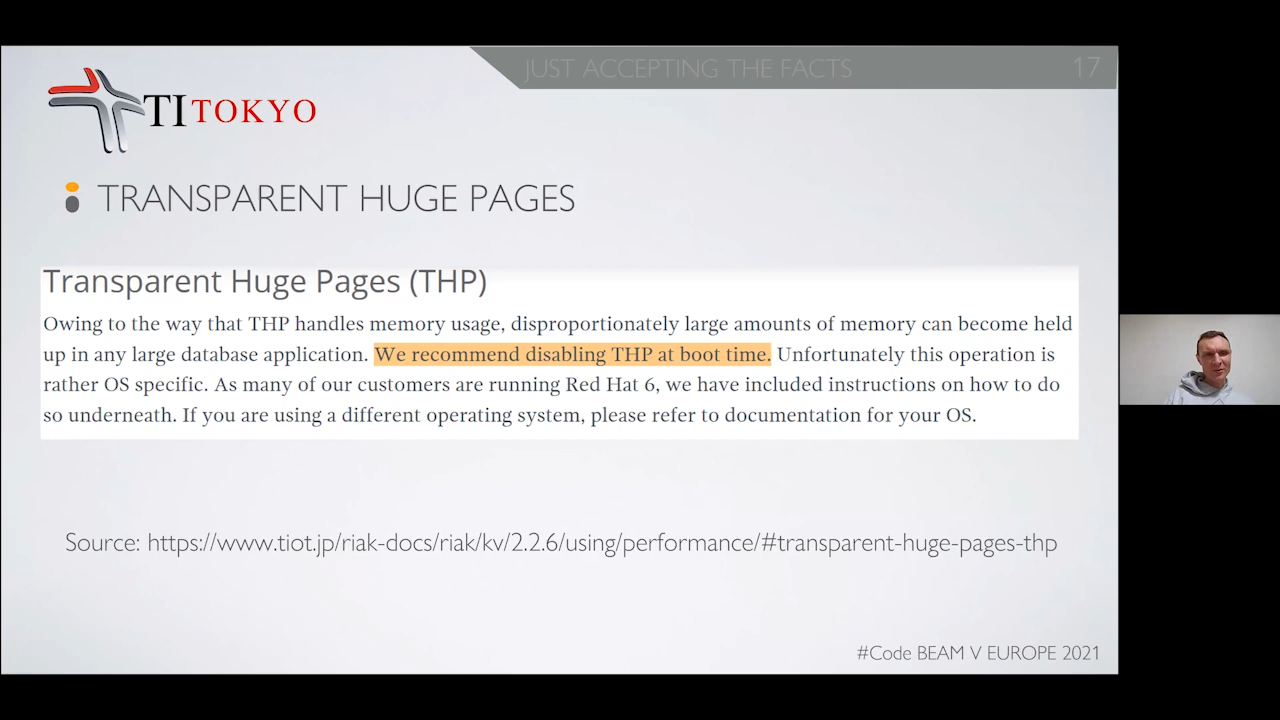 JUST ACCEPTING THE FACTS 17
TI TOKYO
TRANSPARENT HUGE PAGES
Transparent Huge Pages (THP)
Owing to the way that THP handles memory usage, disproportionately large amounts of memory can become held
up in any large database application. We recommend disabling THP at boot time. Unfortunately this operation is
rather OS specific. As many of our customers are running Red Hat 6, we have included instructions on how to do
so underneath. If you are using a different operating system, please refer to documentation for your OS.
Source: https://www.tiot.jp/riak-docs/riak/kv/2.2.6/using/performance/#transparent-huge-pages-thp
#Code BEAM V EUROPE 2021